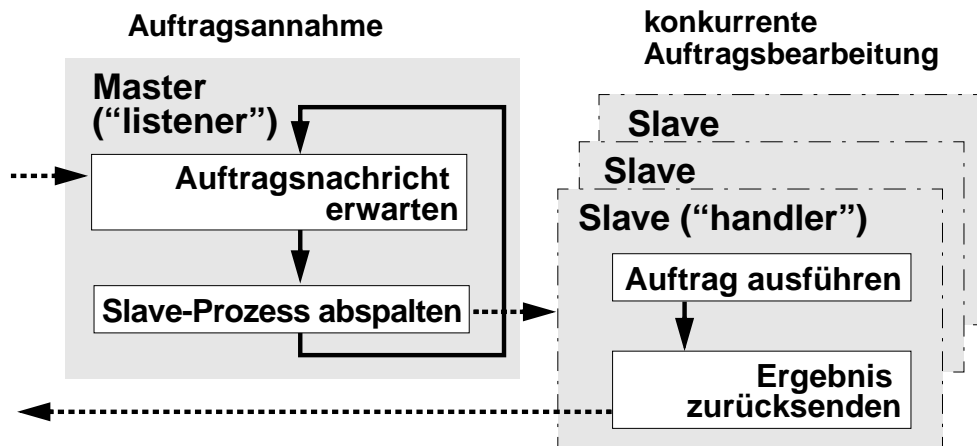 Auftragsannahme
konkurrente
Auftragsbearbeitung
Master
(“listener”)
Auftragsnachricht
erwarten
Slave-Prozess abspalten
Slave
Slave
Slave (“handler”)
Auftrag ausführen
Ergebnis
zurücksenden